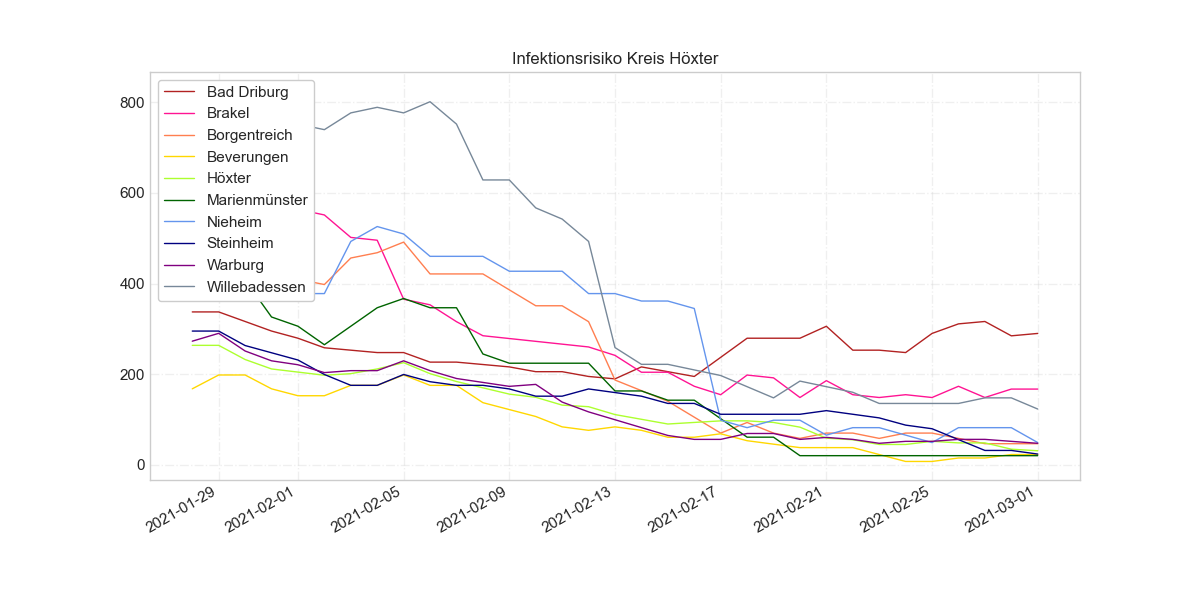 Infektionsrisiko Kreis Höxter
800
600
400
200
0
Bad Driburg
Brakel
Borgentreich
Beverungen
Höxter
Marienmünster
Nieheim
Steinheim
Warburg
Willebadessen
2021-01-29
2021-02-01
2021-02-05
2021-02-09
2021-02-13
2021-02-17
2021-02-21
2021-02-25
2021-03-01